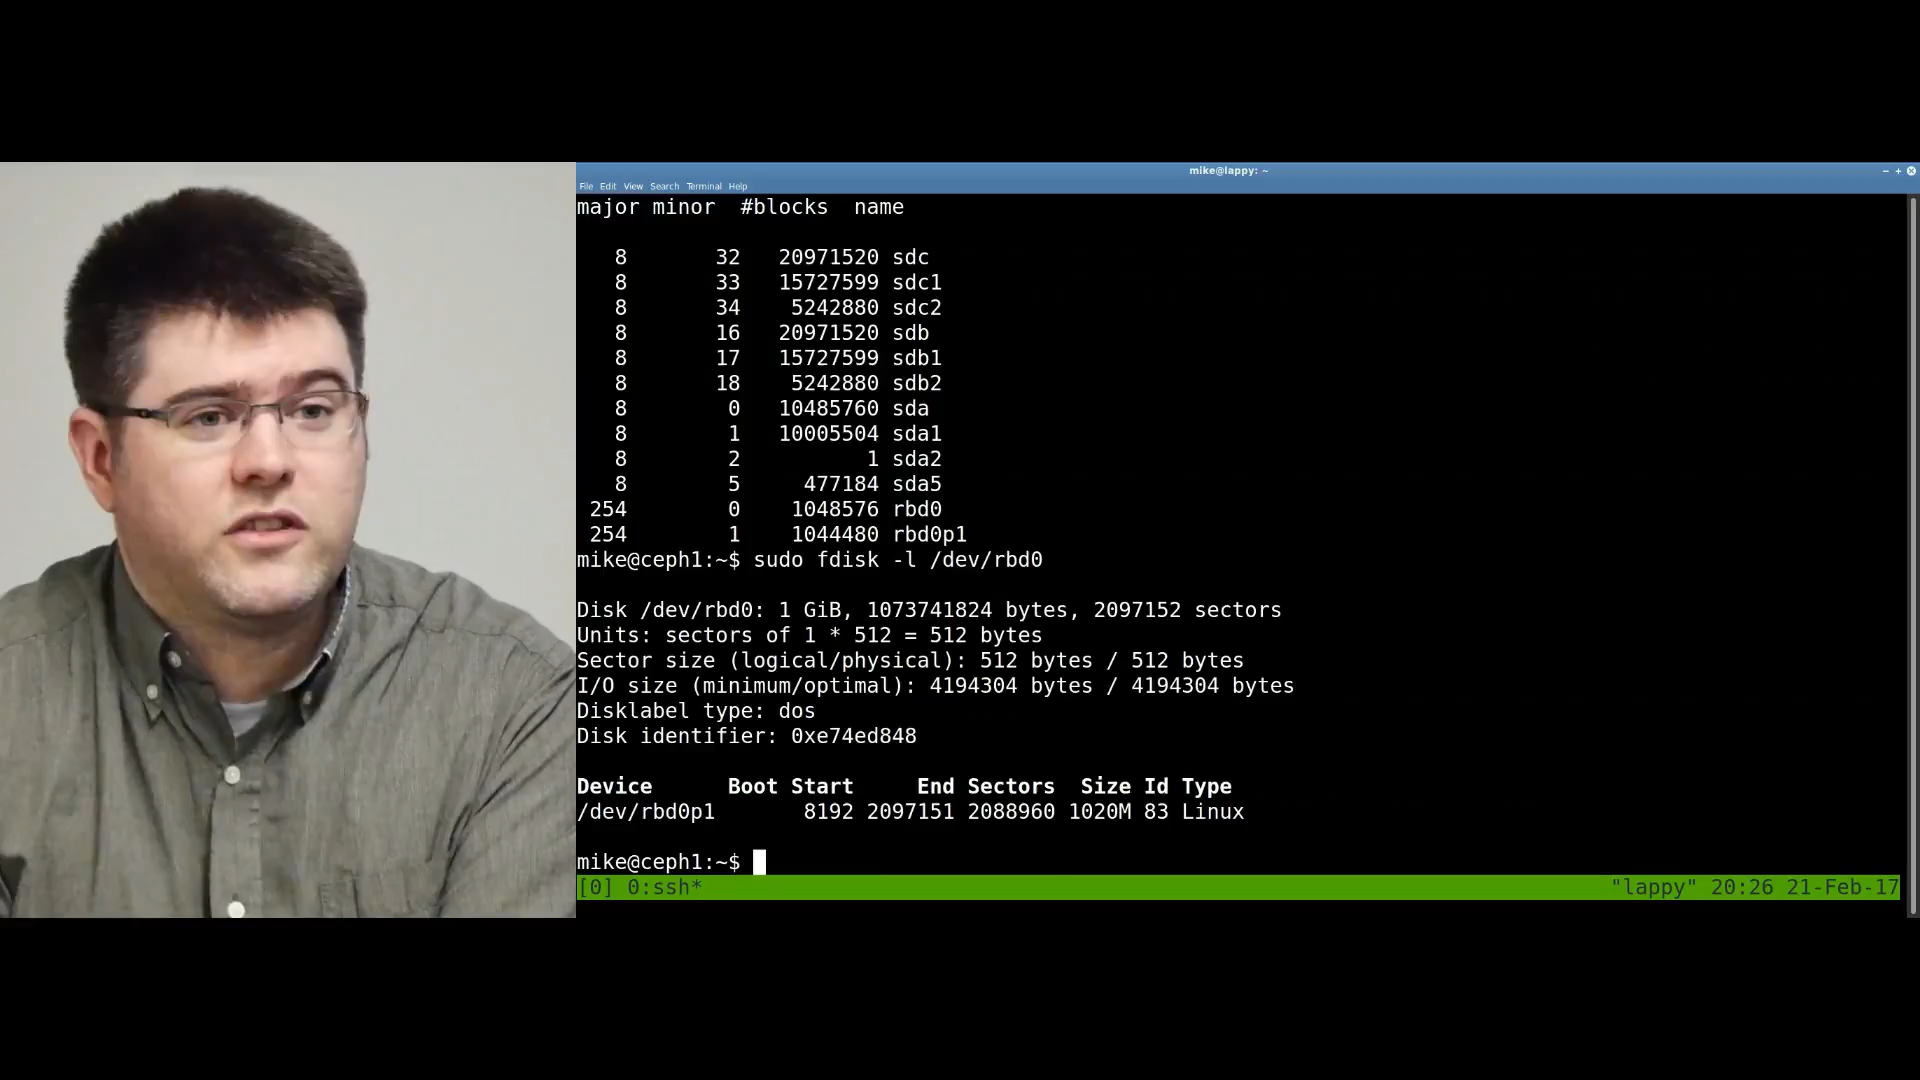 mike@lappy: ~
File Edit View Search Terminal Help
major minor  #blocks  name
8 32 20971520 sdc
8 33 15727599 sdc1
8 34 5242880 sdc2
8 16 20971520 sdb
8 17 15727599 sdb1
8 18 5242880 sdb2
8 0 10485760 sda
8 1 10005504 sda1
8 2 1 sda2
8 5 477184 sda5
254 0 1048576 rbd0
254 1 1044480 rbd0p1
mike@ceph1:~$ sudo fdisk -l /dev/rbd0
Disk /dev/rbd0: 1 GiB, 1073741824 bytes, 2097152 sectors
Units: sectors of 1 * 512 = 512 bytes
Sector size (logical/physical): 512 bytes / 512 bytes
I/O size (minimum/optimal): 4194304 bytes / 4194304 bytes
Disklabel type: dos
Disk identifier: 0xe74ed848
Device Boot Start End Sectors Size Id Type
/dev/rbd0p1 8192 2097151 2088960 1020M 83 Linux
mike@ceph1:~$
[0] 0:ssh* "lappy" 20:26 21-Feb-17